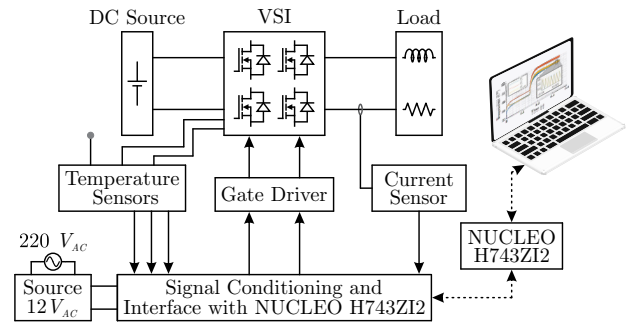 DC Source
VSI
Load
Temperature
Sensors
Gate Driver
Current
Sensor
220 V_AC
Source
12 V_AC
Signal Conditioning and
Interface with NUCLEO H743ZI2
NUCLEO
H743ZI2